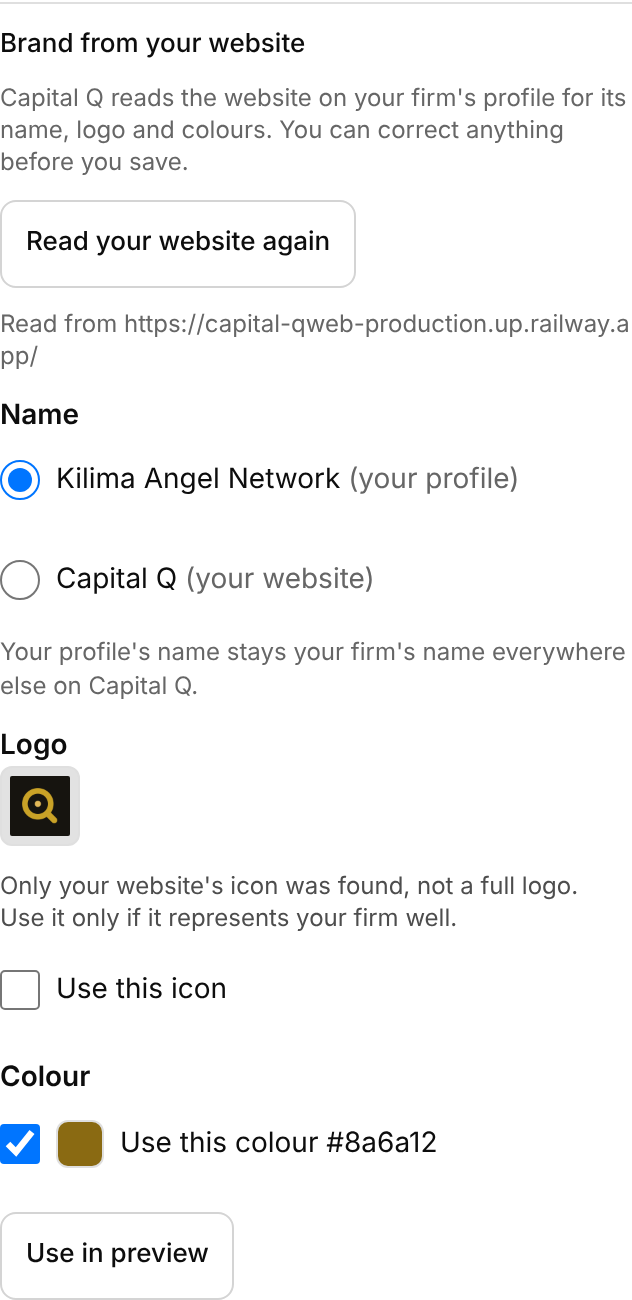 Brand from your website
Capital Q reads the website on your firm's profile for its
name, logo and colours. You can correct anything
before you save.
Read your website again
Read from https://capital-qweb-production.up.railway.a
pp/
Name
Kilima Angel Network (your profile)
Capital Q (your website)
Your profile's name stays your firm's name everywhere
else on Capital Q.
Logo
Only your website's icon was found, not a full logo.
Use it only if it represents your firm well.
Use this icon
Colour
Use this colour #8a6a12
Use in preview